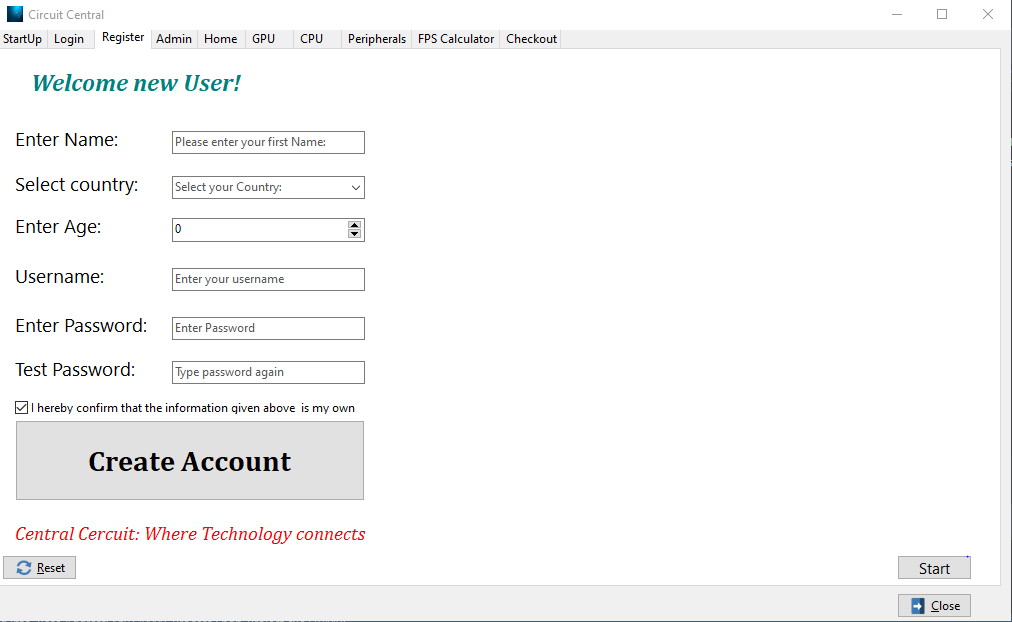 Circuit Central
StartUp Login Register Admin Home GPU CPU Peripherals FPS Calculator Checkout
Welcome new User!
Enter Name: Please enter your first Name:
Select country: Select your Country:
Enter Age: 0
Username: Enter your username
Enter Password: Enter Password
Test Password: Type password again
I hereby confirm that the information given above is my own
Create Account
Central Cercuit: Where Technology connects
Reset Start
Close